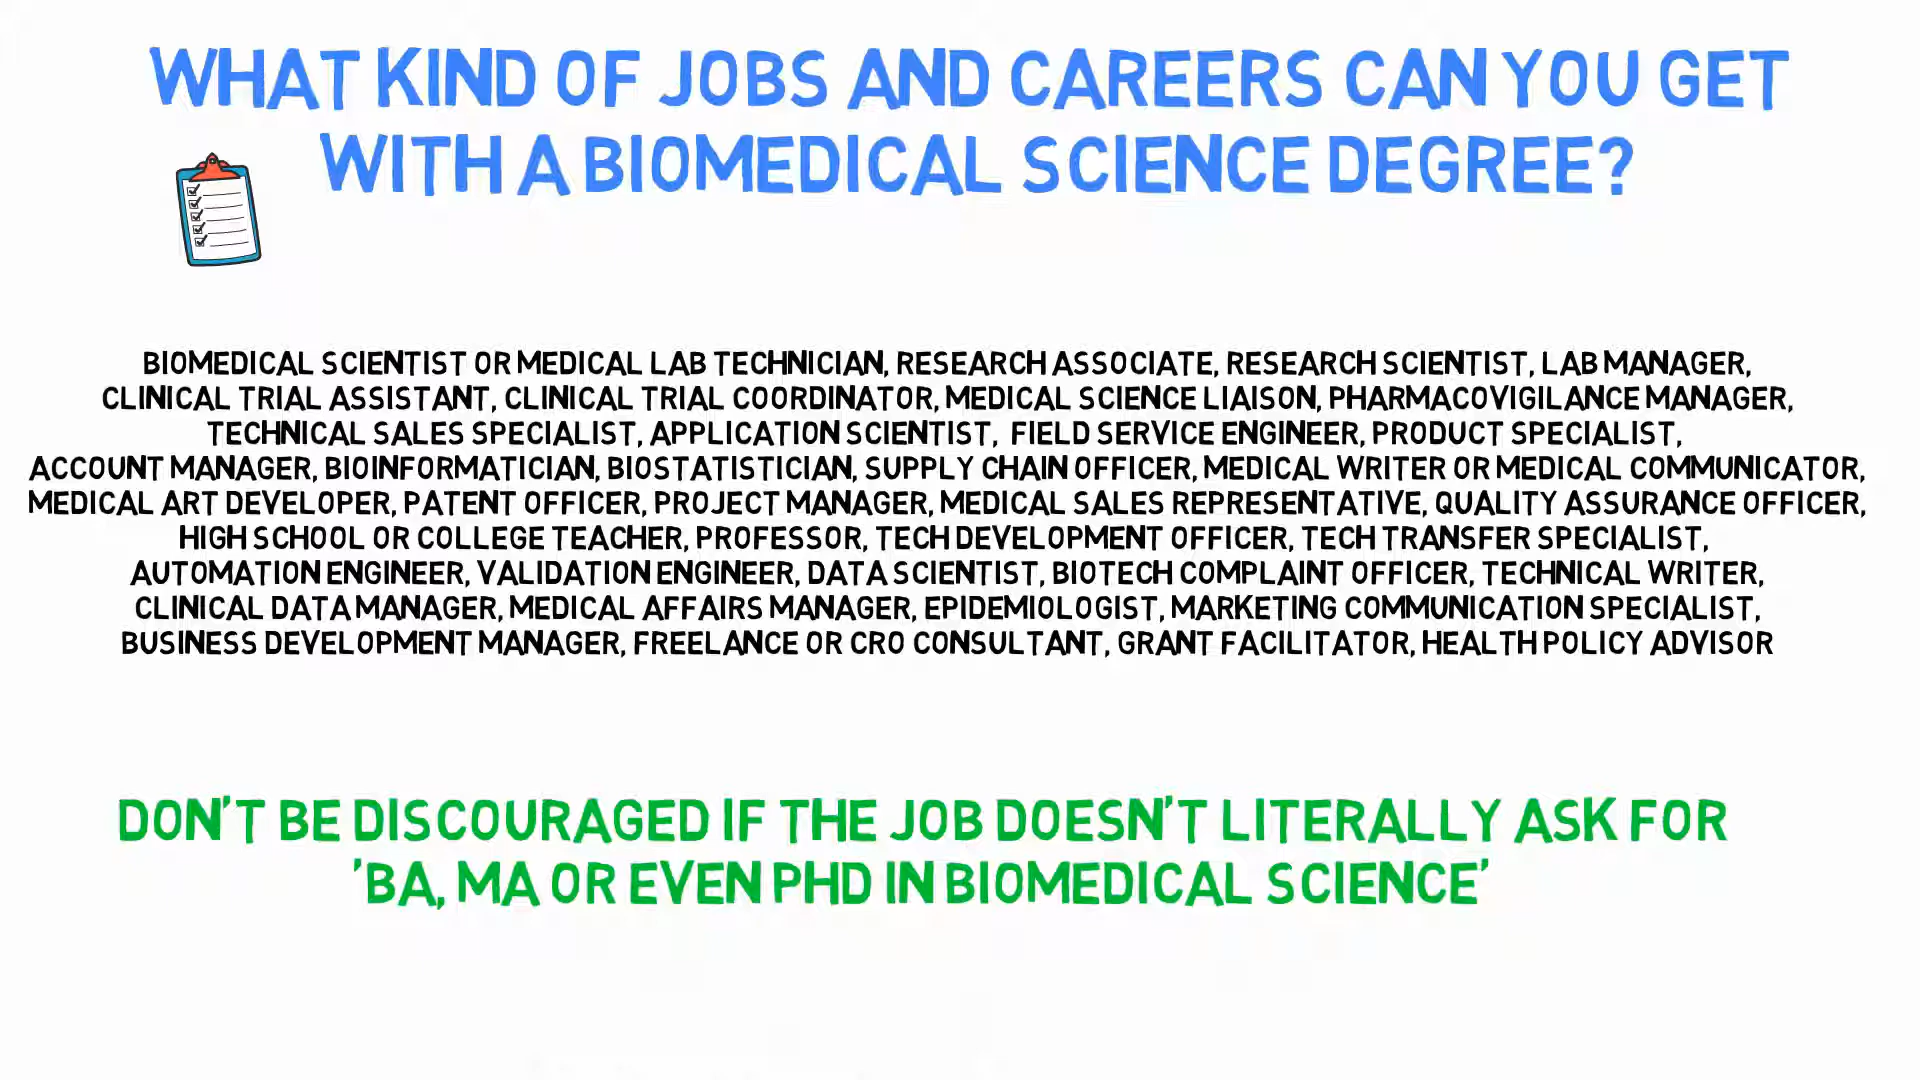 WHAT KIND OF JOBS AND CAREERS CAN YOU GET
WITH A BIOMEDICAL SCIENCE DEGREE?
BIOMEDICAL SCIENTIST OR MEDICAL LAB TECHNICIAN, RESEARCH ASSOCIATE, RESEARCH SCIENTIST, LAB MANAGER,
CLINICAL TRIAL ASSISTANT, CLINICAL TRIAL COORDINATOR, MEDICAL SCIENCE LIAISON, PHARMACOVIGILANCE MANAGER,
TECHNICAL SALES SPECIALIST, APPLICATION SCIENTIST, FIELD SERVICE ENGINEER, PRODUCT SPECIALIST,
ACCOUNT MANAGER, BIOINFORMATICIAN, BIOSTATISTICIAN, SUPPLY CHAIN OFFICER, MEDICAL WRITER OR MEDICAL COMMUNICATOR,
MEDICAL ART DEVELOPER, PATENT OFFICER, PROJECT MANAGER, MEDICAL SALES REPRESENTATIVE, QUALITY ASSURANCE OFFICER,
HIGH SCHOOL OR COLLEGE TEACHER, PROFESSOR, TECH DEVELOPMENT OFFICER, TECH TRANSFER SPECIALIST,
AUTOMATION ENGINEER, VALIDATION ENGINEER, DATA SCIENTIST, BIOTECH COMPLAINT OFFICER, TECHNICAL WRITER,
CLINICAL DATA MANAGER, MEDICAL AFFAIRS MANAGER, EPIDEMIOLOGIST, MARKETING COMMUNICATION SPECIALIST,
BUSINESS DEVELOPMENT MANAGER, FREELANCE OR CRO CONSULTANT, GRANT FACILITATOR, HEALTH POLICY ADVISOR
DON'T BE DISCOURAGED IF THE JOB DOESN'T LITERALLY ASK FOR
'BA, MA OR EVEN PHD IN BIOMEDICAL SCIENCE'